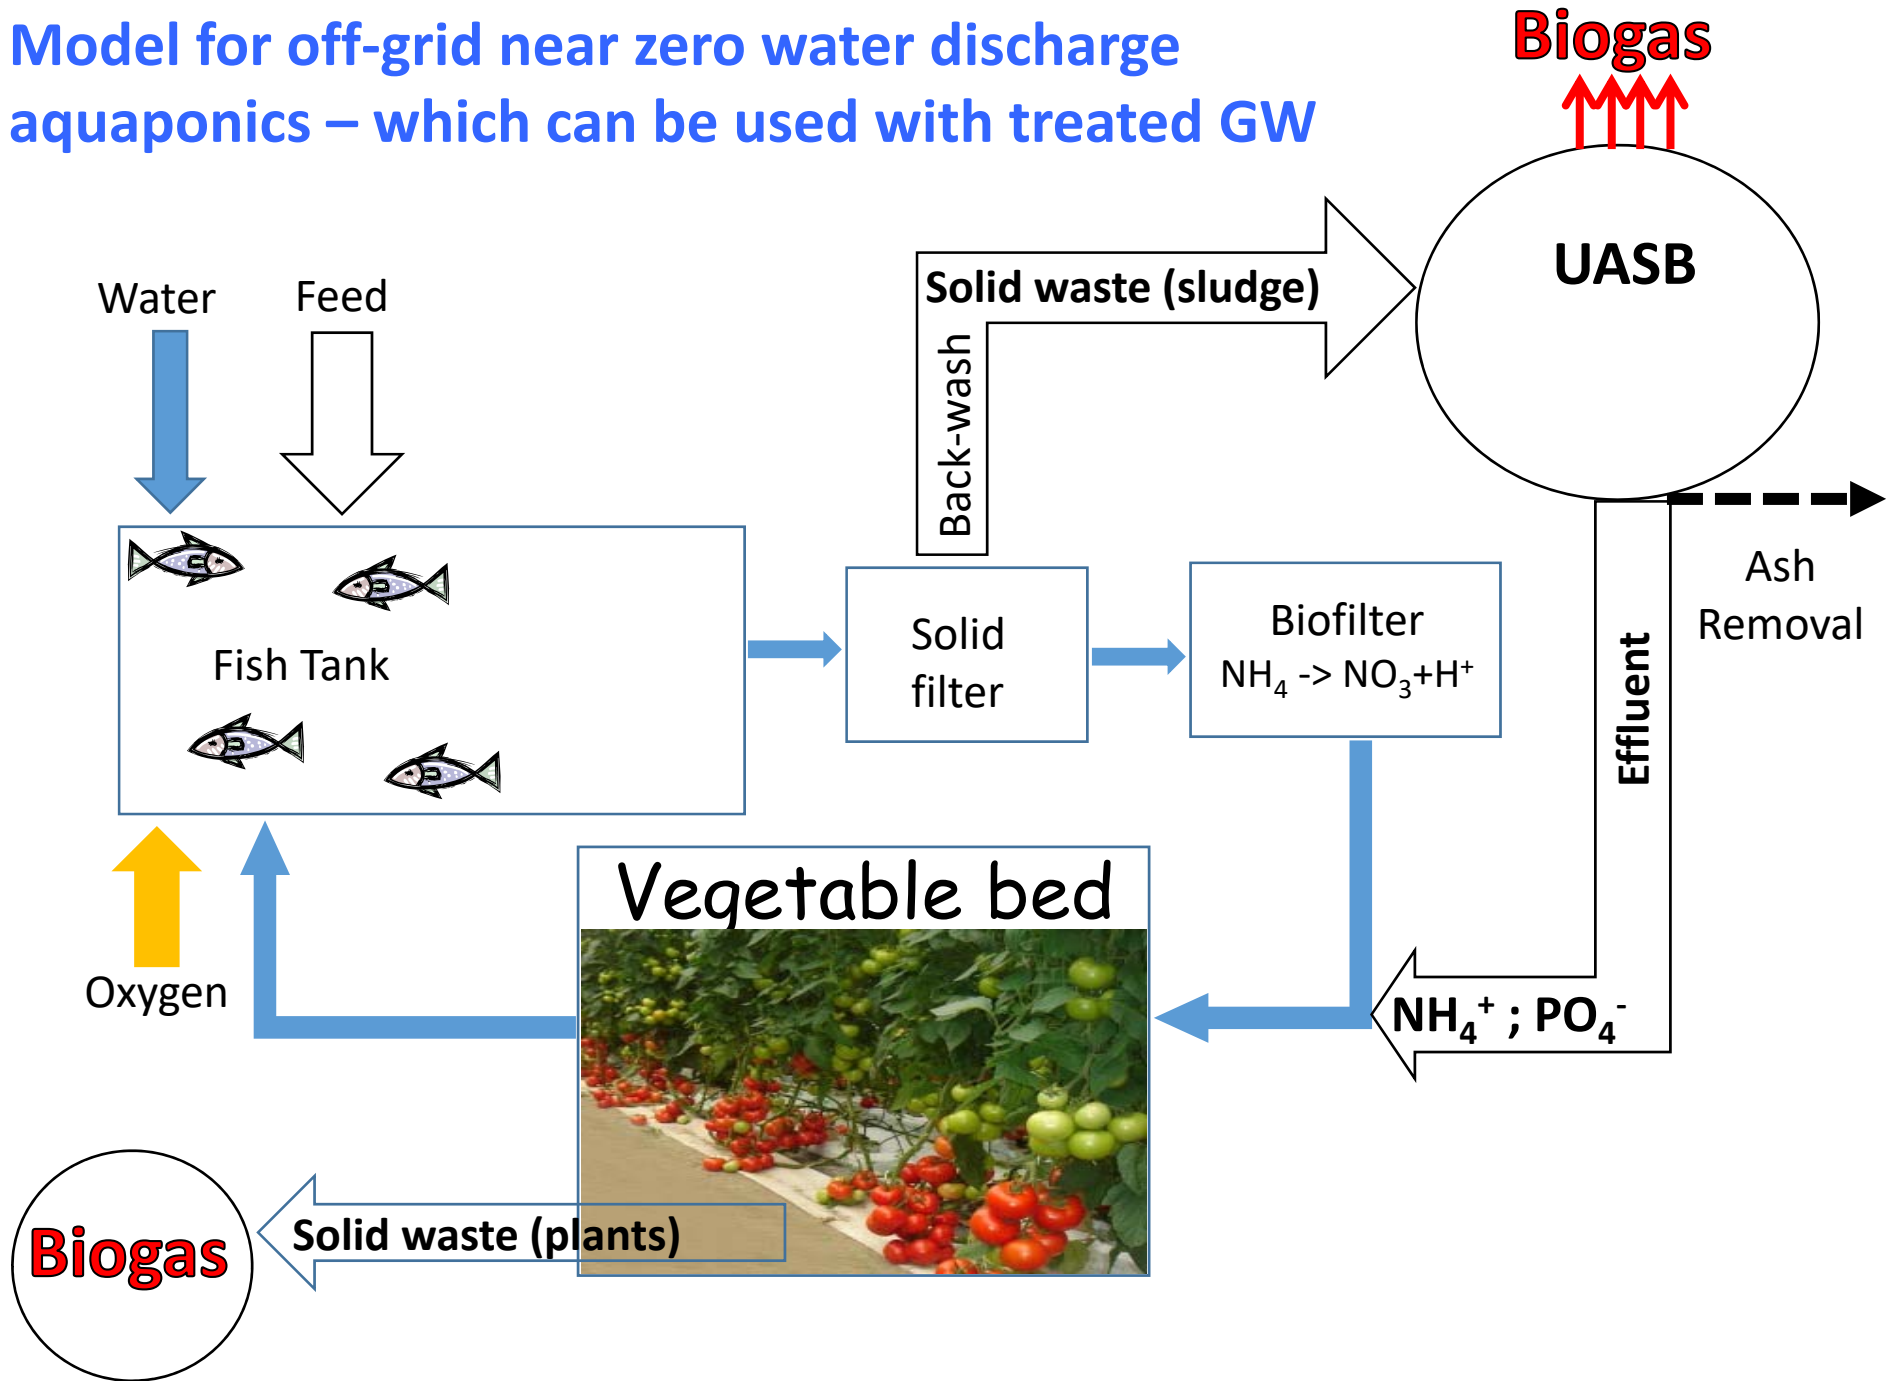 Model for off-grid near zero water discharge
aquaponics – which can be used with treated GW
Biogas
UASB
Solid waste (sludge)
Back-wash
Water
Feed
Fish Tank
Solid
filter
Biofilter
NH₄ -> NO₃+H⁺
Ash
Removal
Effluent
Vegetable bed
Oxygen
NH₄⁺ ; PO₄⁻
Solid waste (plants)
Biogas